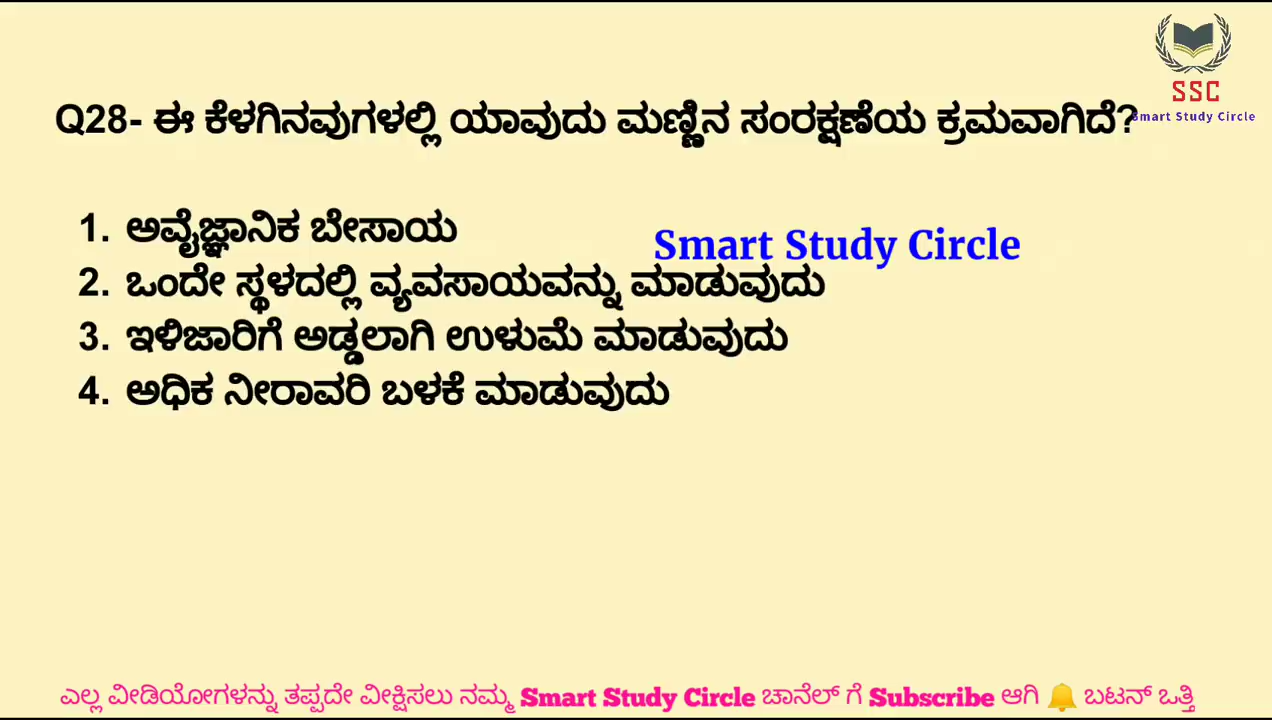 SSC
Smart Study Circle
Q28- ಈ ಕೆಳಗಿನವುಗಳಲ್ಲಿ ಯಾವುದು ಮಣ್ಣಿನ ಸಂರಕ್ಷಣೆಯ ಕ್ರಮವಾಗಿದೆ?
1. ಅವೈಜ್ಞಾನಿಕ ಬೇಸಾಯ
Smart Study Circle
2. ಒಂದೇ ಸ್ಥಳದಲ್ಲಿ ವ್ಯವಸಾಯವನ್ನು ಮಾಡುವುದು
3. ಇಳಿಜಾರಿಗೆ ಅಡ್ಡಲಾಗಿ ಉಳುಮೆ ಮಾಡುವುದು
4. ಅಧಿಕ ನೀರಾವರಿ ಬಳಕೆ ಮಾಡುವುದು
ಎಲ್ಲ ವೀಡಿಯೋಗಳನ್ನು ತಪ್ಪದೇ ವೀಕ್ಷಿಸಲು ನಮ್ಮ Smart Study Circle ಚಾನೆಲ್ ಗೆ Subscribe ಆಗಿ 🔔 ಬಟನ್ ಒತ್ತಿ